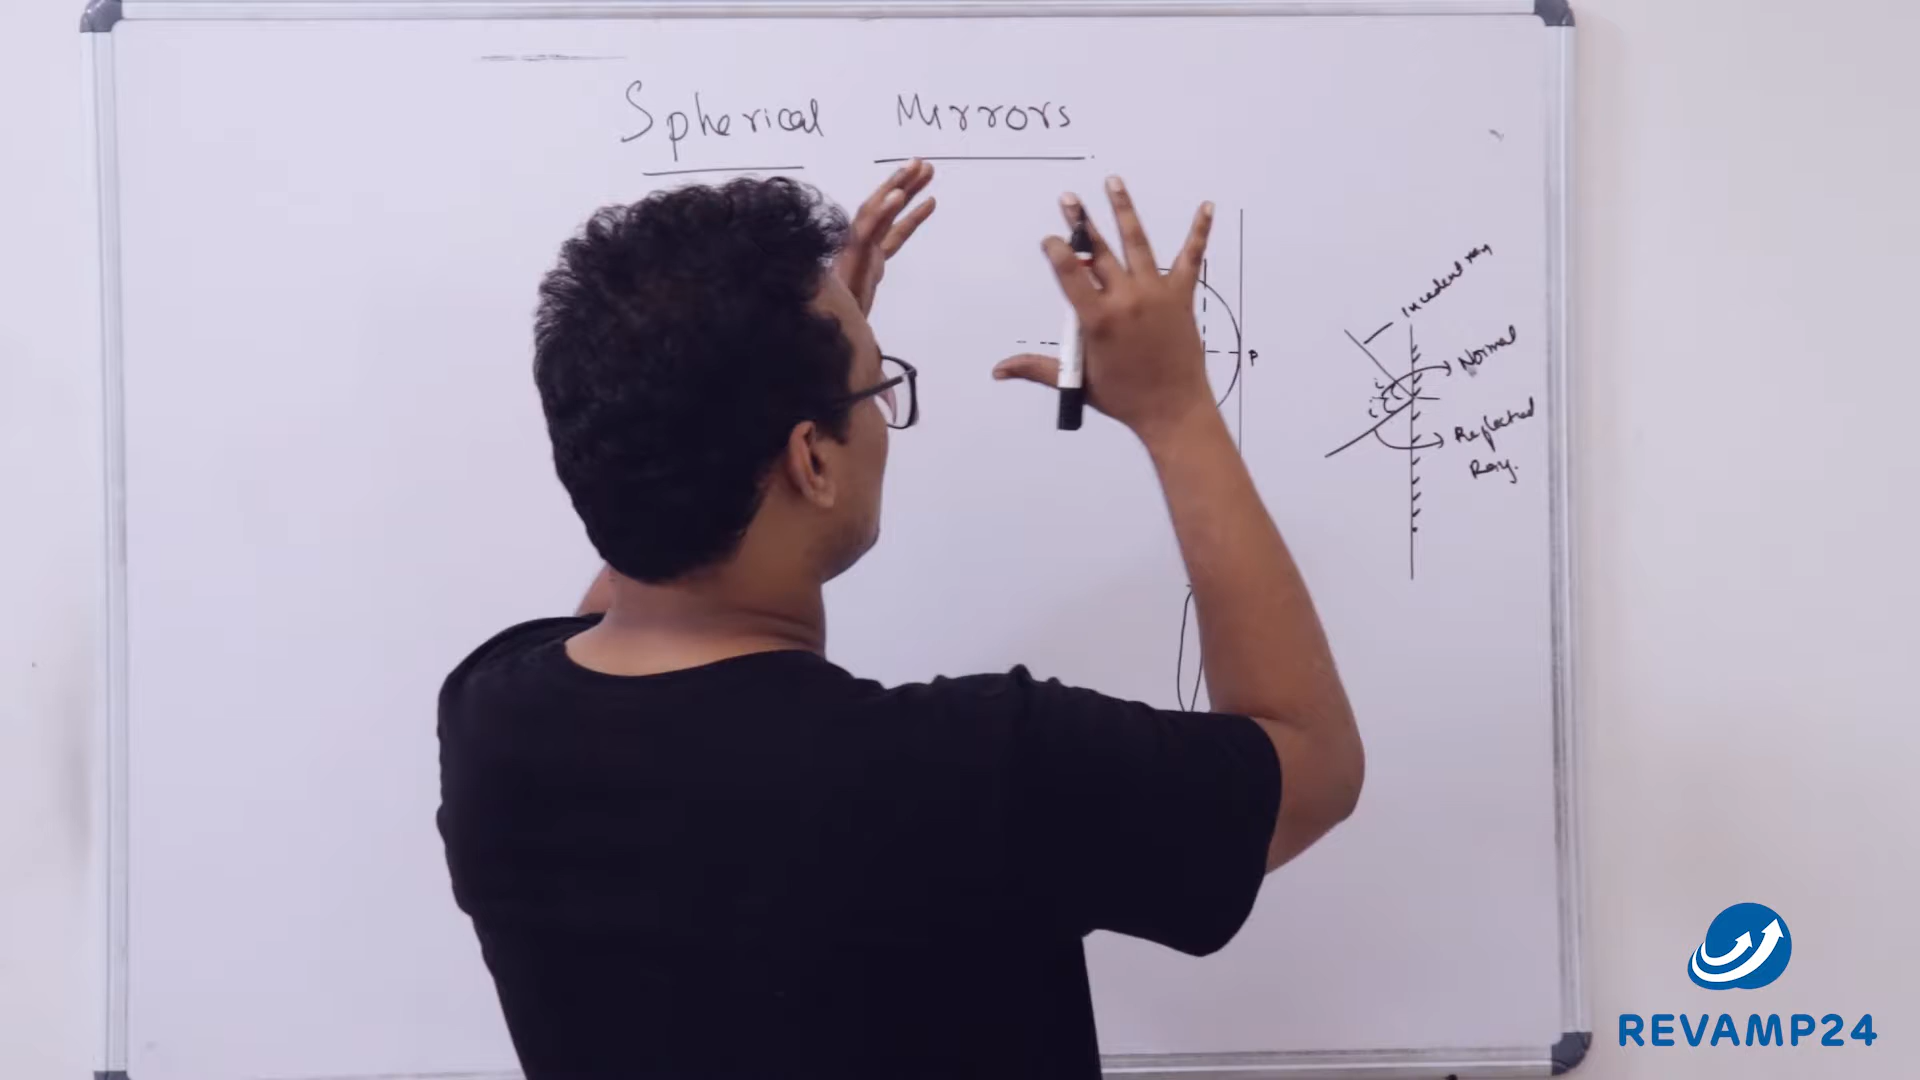 Spherical Mirrors
Incident ray
Normal
P
i
i
Reflected
Ray.
REVAMP24